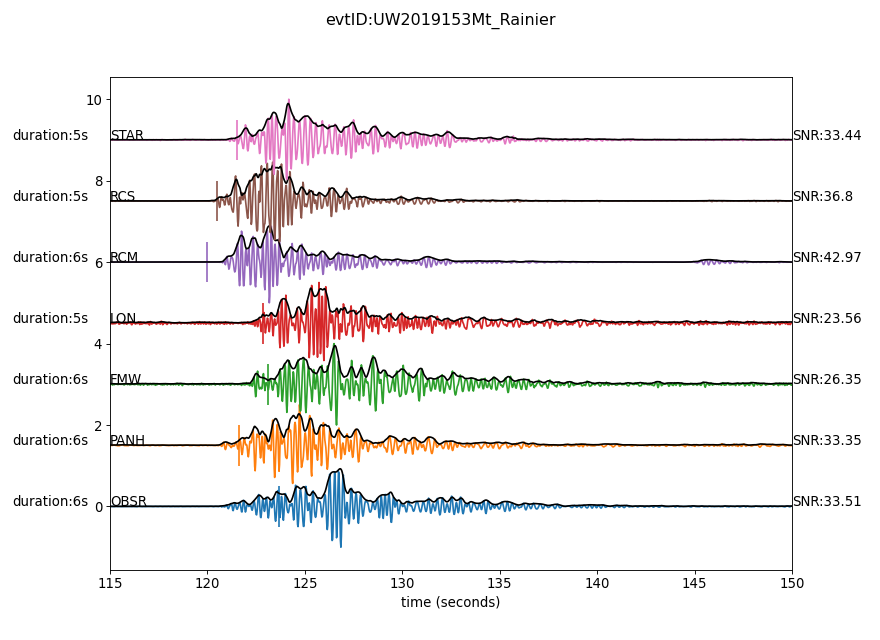 evtID:UW2019153Mt_Rainier
10
duration:5s STAR SNR:33.44
8
duration:5s RCS SNR:36.8
duration:6s RCM SNR:42.97
6
duration:5s LON SNR:23.56
4
duration:6s FMW SNR:26.35
2
duration:6s PANH SNR:33.35
duration:6s OBSR SNR:33.51
0
115 120 125 130 135 140 145 150
time (seconds)